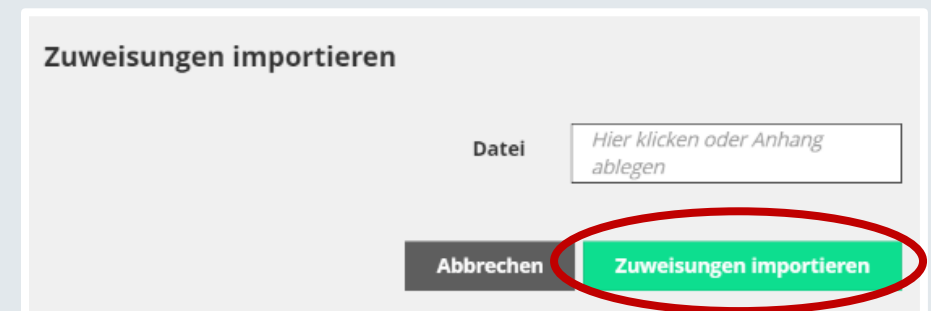 Zuweisungen importieren
Datei
Hier klicken oder Anhang
ablegen
Abbrechen
Zuweisungen importieren